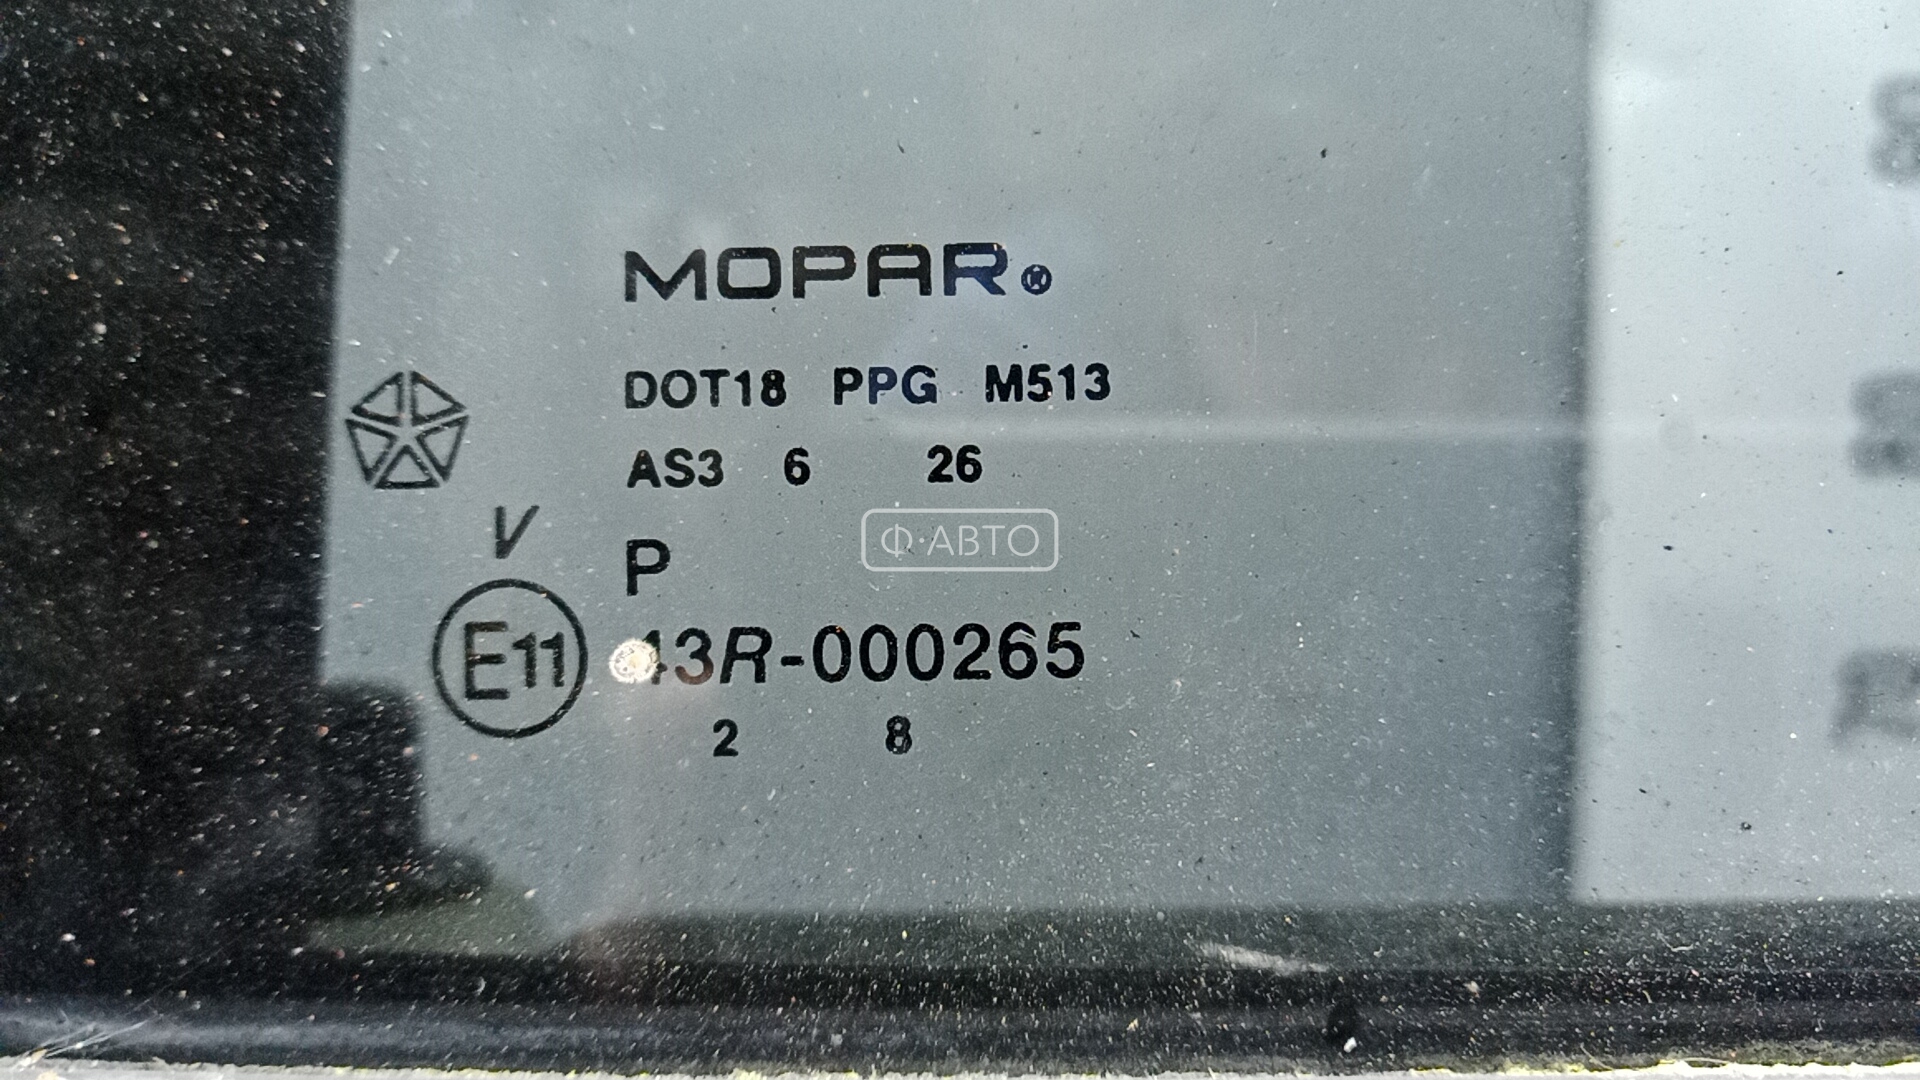 MOPAR®
DOT18 PPG M513
AS3 6 26
V P
Ф·АВТО
E11 43R-000265
2 8